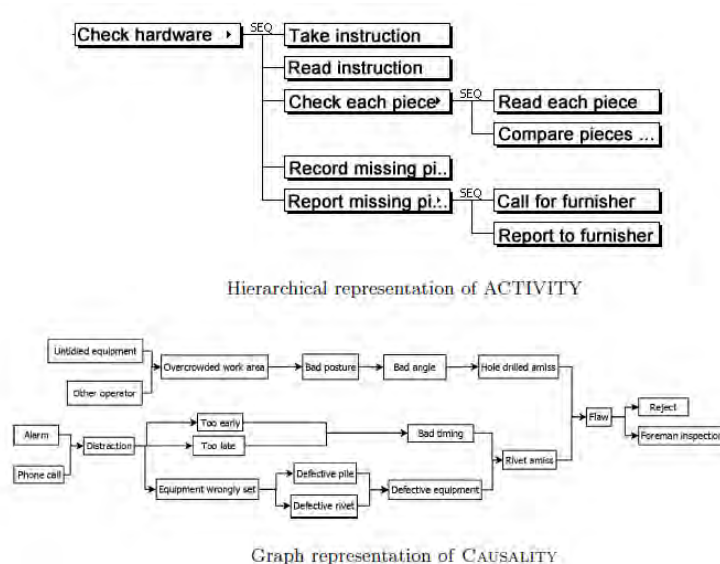 Check hardware
SEQ
Take instruction
Read instruction
Check each piece
SEQ
Read each piece
Compare pieces ...
Record missing pi..
Report missing pi...
SEQ
Call for furnisher
Report to furnisher
Hierarchical representation of ACTIVITY
Untidied equipment
Other operator
Overcrowded work area
Bad posture
Bad angle
Hole drilled amiss
Alarm
Phone call
Distraction
Too early
Too late
Bad timing
Equipment wrongly set
Defective pile
Defective rivet
Defective equipment
Rivet amiss
Flaw
Reject
Foreman inspection
Graph representation of CAUSALITY